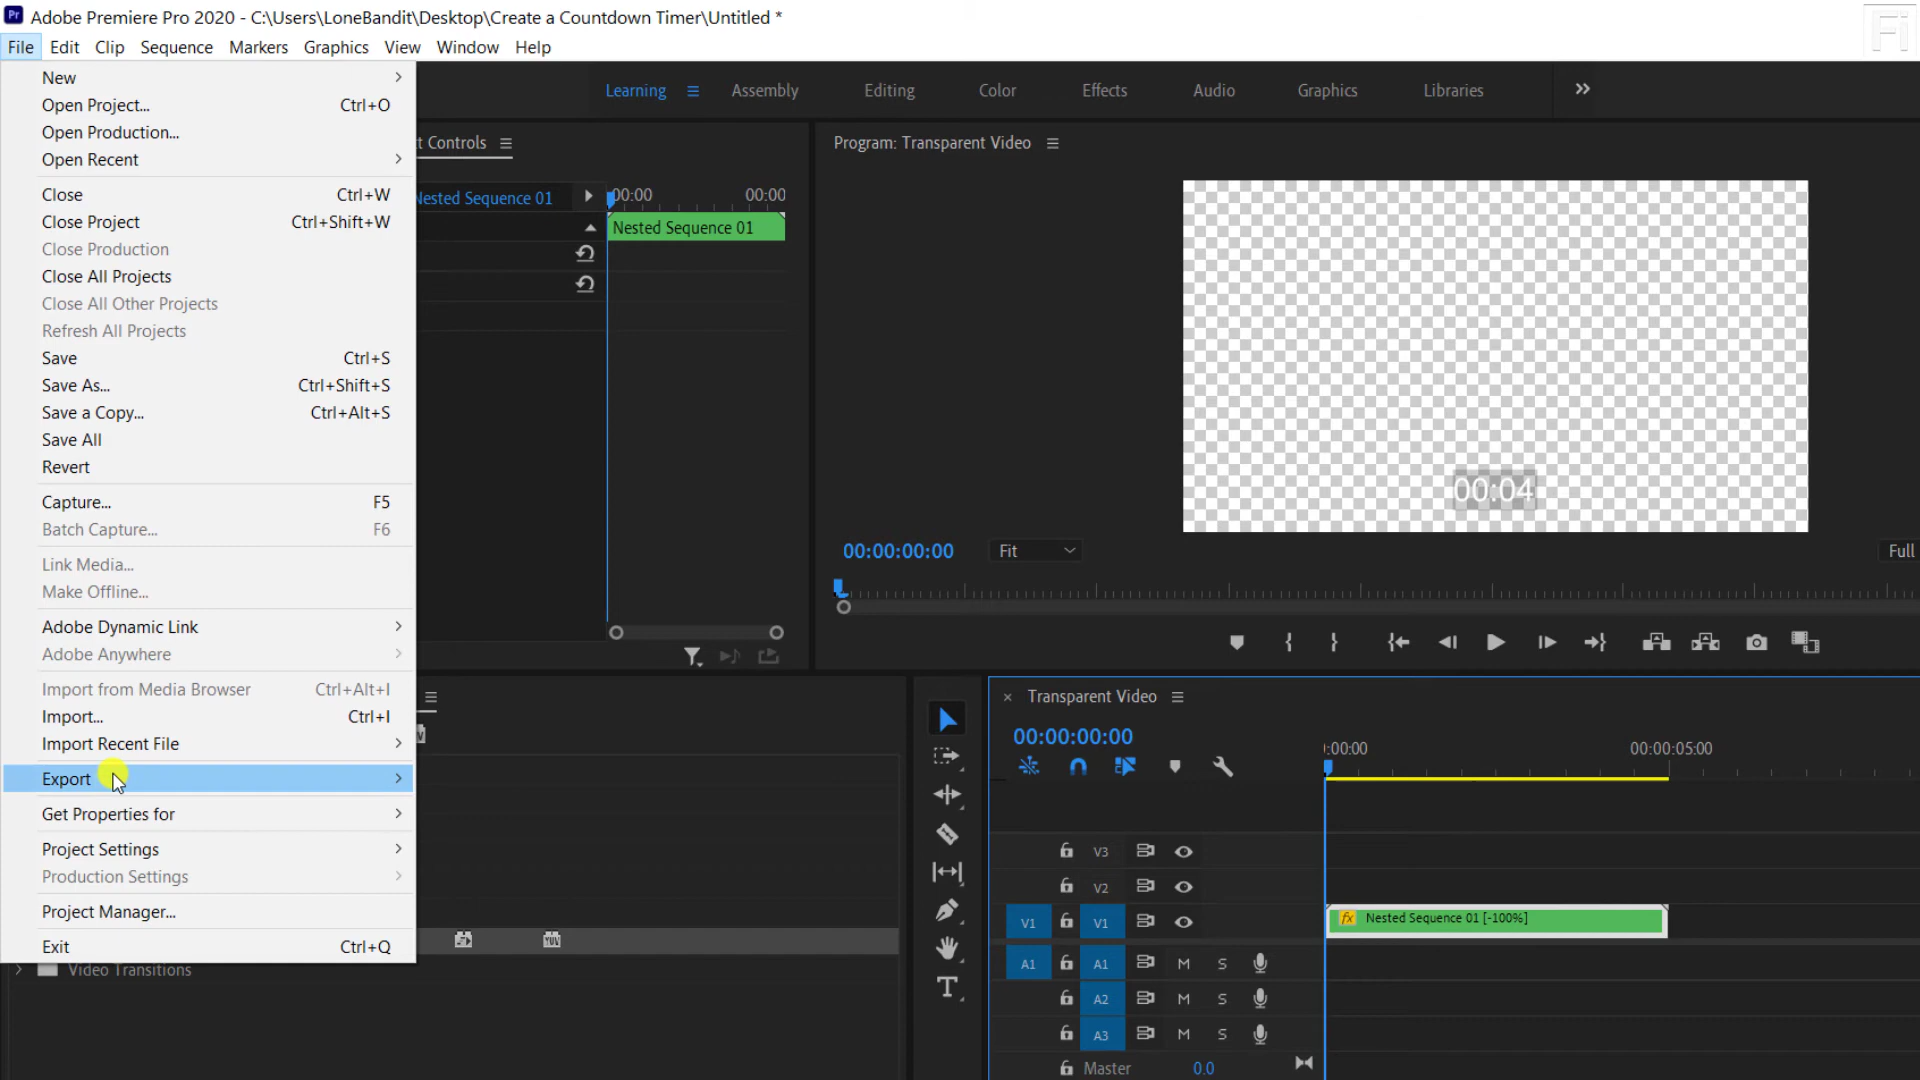 Adobe Premiere Pro 2020 - C:\Users\LoneBandit\Desktop\Create a Countdown Timer\Untitled *
File Edit Clip Sequence Markers Graphics View Window Help
New
Open Project... Ctrl+O
Open Production...
Open Recent
Close Ctrl+W
Close Project Ctrl+Shift+W
Close Production
Close All Projects
Close All Other Projects
Refresh All Projects
Save Ctrl+S
Save As... Ctrl+Shift+S
Save a Copy... Ctrl+Alt+S
Save All
Revert
Capture... F5
Batch Capture... F6
Link Media...
Make Offline...
Adobe Dynamic Link
Adobe Anywhere
Import from Media Browser Ctrl+Alt+I
Import... Ctrl+I
Import Recent File
Export
Get Properties for
Project Settings
Production Settings
Project Manager...
Exit Ctrl+Q
Video Transitions
Learning Assembly Editing Color Effects Audio Graphics Libraries
t Controls
Nested Sequence 01
00:00 00:00
Nested Sequence 01
Program: Transparent Video
00:04
00:00:00:00 Fit Full
Transparent Video
00:00:00:00
:00:00 00:00:05:00
V3
V2
V1 V1 fx Nested Sequence 01 [-100%]
A1 A1 M S
A2 M S
A3 M S
Master 0.0
Pr
Fi